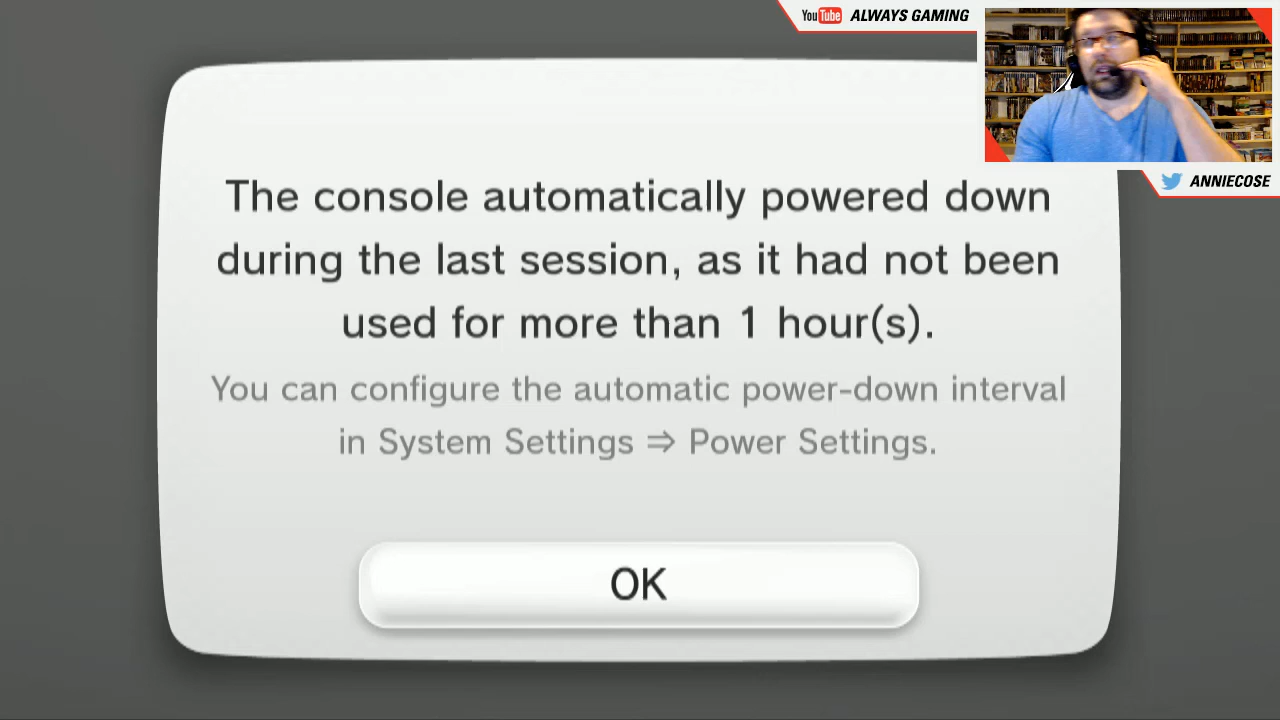 YouTube ALWAYS GAMING
ANNIECOSE
The console automatically powered down
during the last session, as it had not been
used for more than 1 hour(s).
You can configure the automatic power-down interval
in System Settings ⇒ Power Settings.
OK